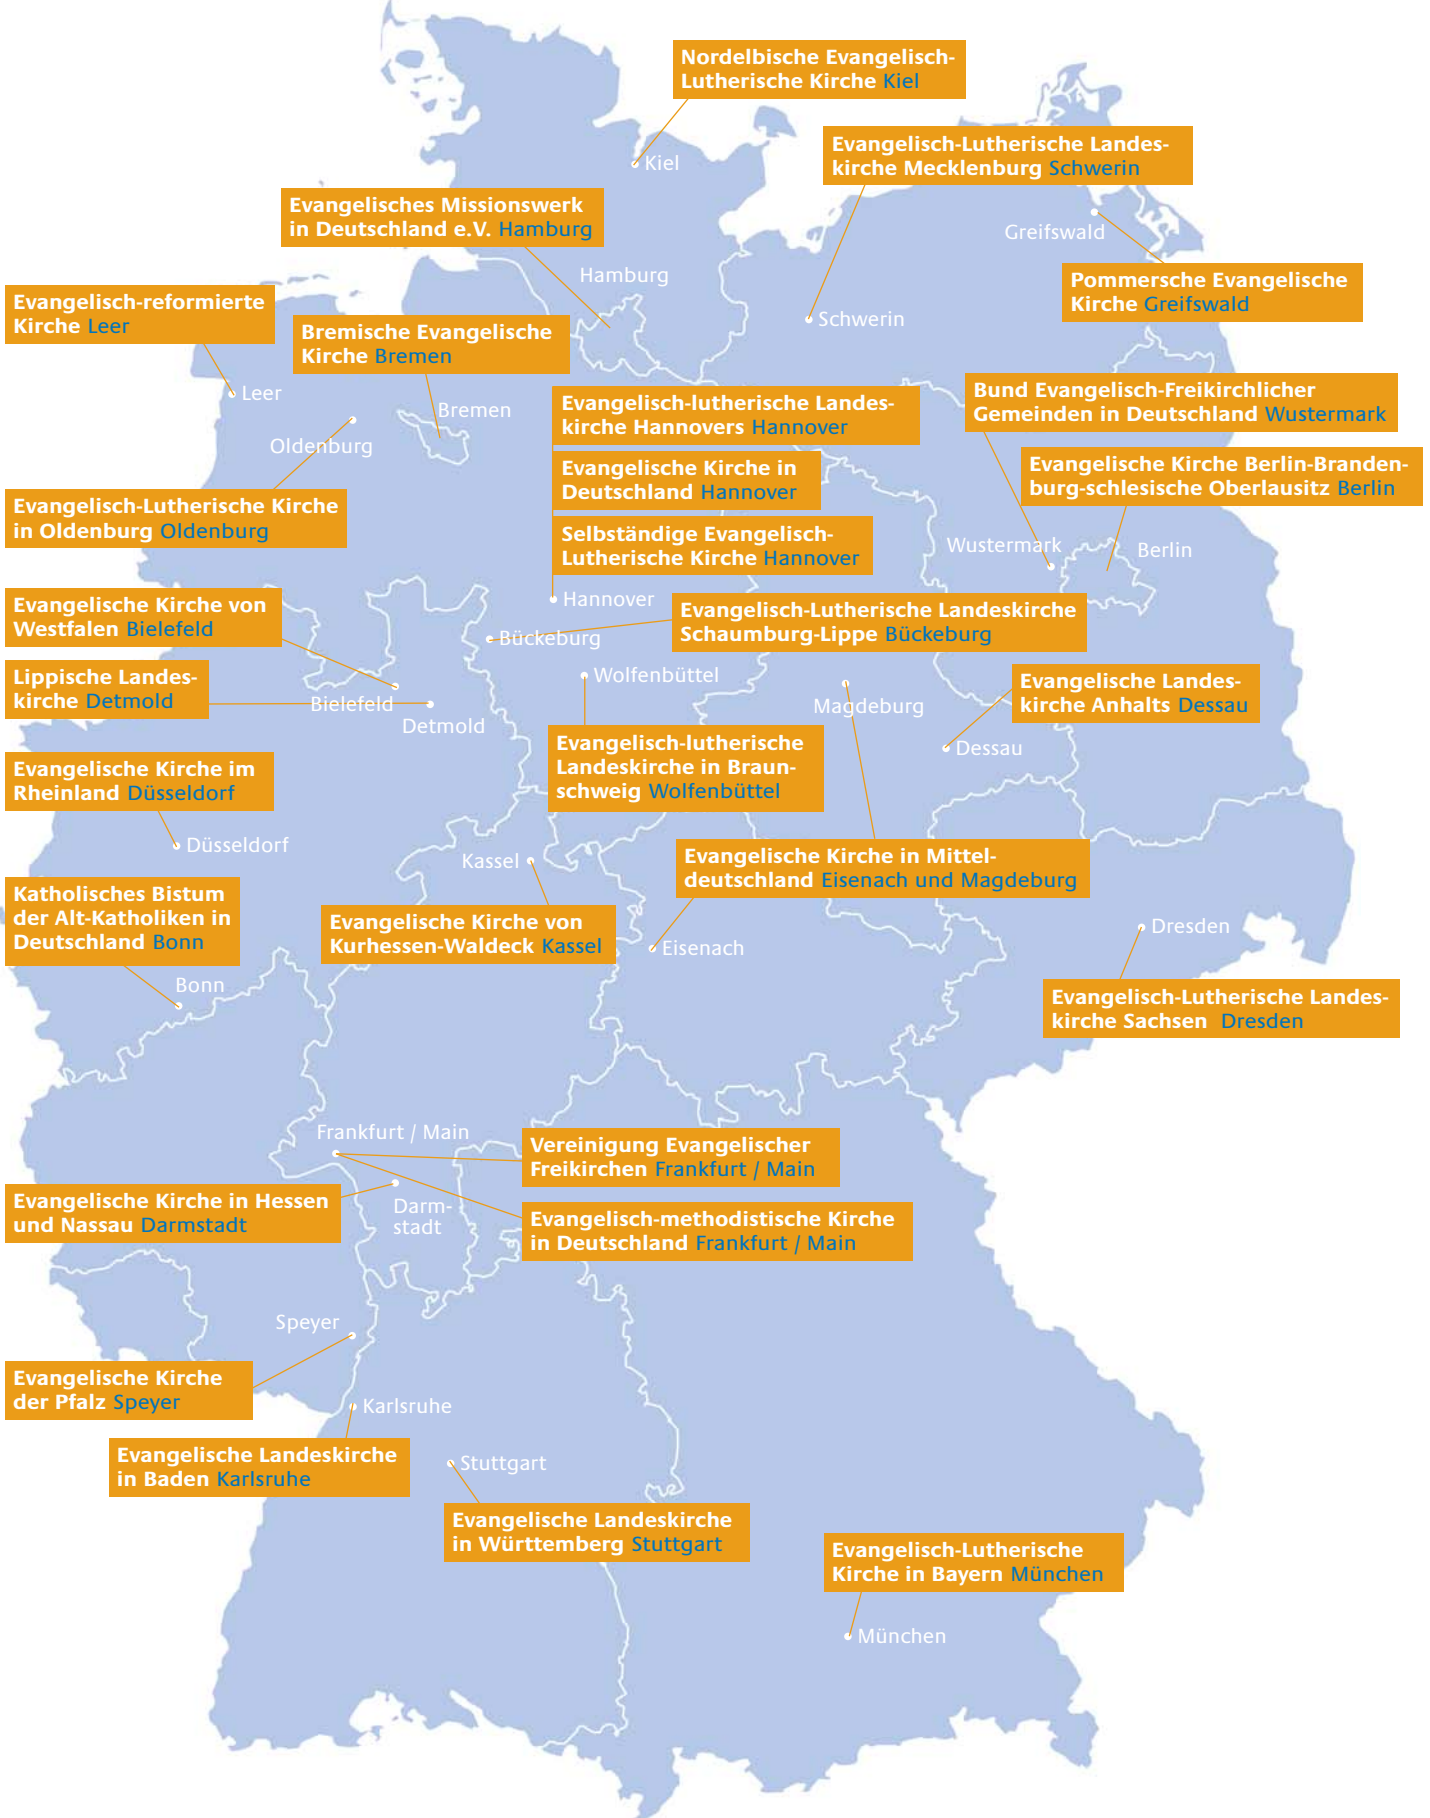 Nordelbische Evangelisch-
Lutherische Kirche Kiel
Kiel
Evangelisch-Lutherische Landes-
kirche Mecklenburg Schwerin
Evangelisches Missionswerk
in Deutschland e.V. Hamburg
Greifswald
Hamburg
Pommersche Evangelische
Kirche Greifswald
Evangelisch-reformierte
Kirche Leer
Bremische Evangelische
Kirche Bremen
Schwerin
Leer
Bremen
Evangelisch-lutherische Landes-
kirche Hannovers Hannover
Bund Evangelisch-Freikirchlicher
Gemeinden in Deutschland Wustermark
Oldenburg
Evangelische Kirche in
Deutschland Hannover
Evangelische Kirche Berlin-Branden-
burg-schlesische Oberlausitz Berlin
Evangelisch-Lutherische Kirche
in Oldenburg Oldenburg
Selbständige Evangelisch-
Lutherische Kirche Hannover
Wustermark
Berlin
Hannover
Evangelische Kirche von
Westfalen Bielefeld
Bückeburg
Evangelisch-Lutherische Landeskirche
Schaumburg-Lippe Bückeburg
Lippische Landes-
kirche Detmold
Wolfenbüttel
Evangelische Landes-
kirche Anhalts Dessau
Bielefeld
Magdeburg
Detmold
Dessau
Evangelisch-lutherische
Landeskirche in Braun-
schweig Wolfenbüttel
Evangelische Kirche im
Rheinland Düsseldorf
Düsseldorf
Kassel
Evangelische Kirche in Mittel-
deutschland Eisenach und Magdeburg
Katholisches Bistum
der Alt-Katholiken in
Deutschland Bonn
Evangelische Kirche von
Kurhessen-Waldeck Kassel
Dresden
Eisenach
Bonn
Evangelisch-Lutherische Landes-
kirche Sachsen Dresden
Frankfurt / Main
Vereinigung Evangelischer
Freikirchen Frankfurt / Main
Evangelische Kirche in Hessen
und Nassau Darmstadt
Darm-
stadt
Evangelisch-methodistische Kirche
in Deutschland Frankfurt / Main
Speyer
Evangelische Kirche
der Pfalz Speyer
Karlsruhe
Evangelische Landeskirche
in Baden Karlsruhe
Stuttgart
Evangelische Landeskirche
in Württemberg Stuttgart
Evangelisch-Lutherische
Kirche in Bayern München
München